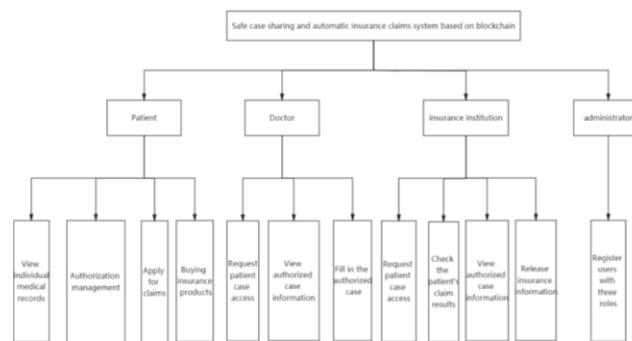 Safe case sharing and automatic insurance claims system based on blockchain
Patient
Doctor
insurance institution
administrator
View
individual
medical
records
Authorization
management
Apply
for
claims
Buying
insurance
products
Request
patient
case
access
View
authorized
case
information
Fill in the
authorized
case
Request
patient
case
access
Check
the
patient's
claim
results
View
authorized
case
information
Release
insurance
information
Register
users
with
three
roles